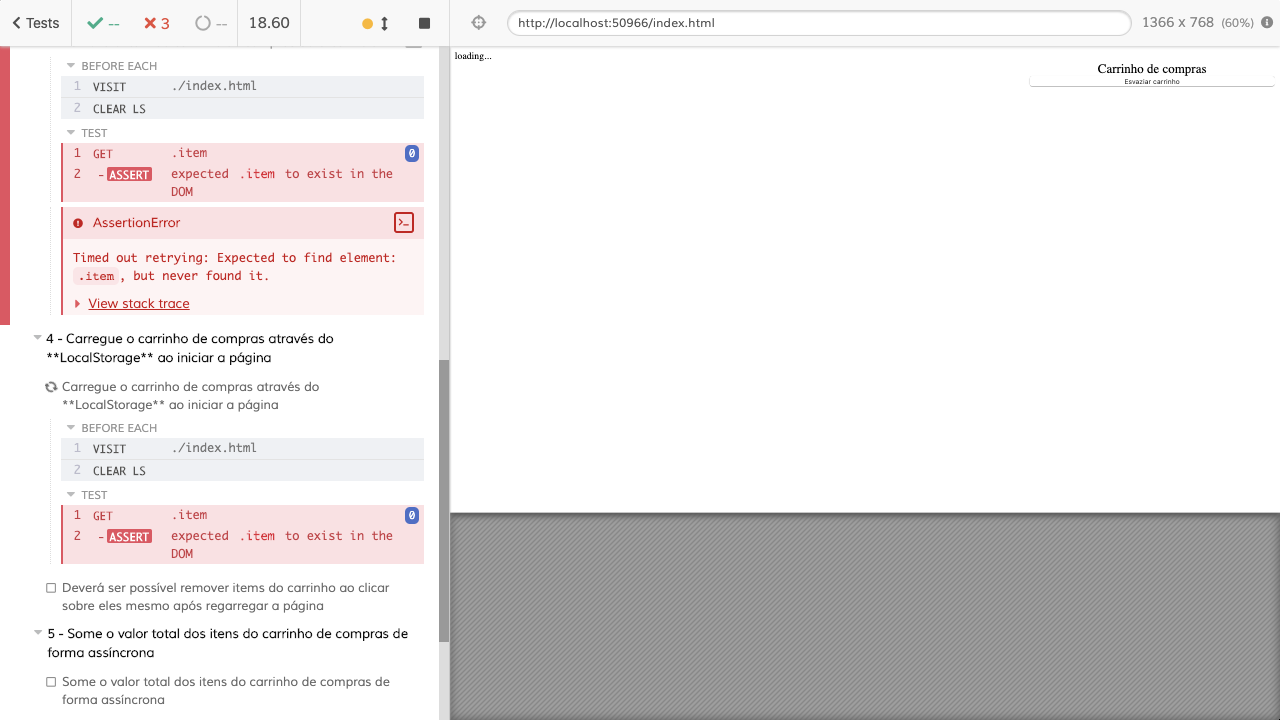 Tests
--
3
--
18.60
http://localhost:50966/index.html
1366 x 768 (60%)
BEFORE EACH
1 VISIT ./index.html
2 CLEAR LS
TEST
1 GET .item 0
2 -ASSERT expected .item to exist in the
DOM
AssertionError
Timed out retrying: Expected to find element:
.item, but never found it.
View stack trace
4 - Carregue o carrinho de compras através do
**LocalStorage** ao iniciar a página
Carregue o carrinho de compras através do
**LocalStorage** ao iniciar a página
BEFORE EACH
1 VISIT ./index.html
2 CLEAR LS
TEST
1 GET .item 0
2 -ASSERT expected .item to exist in the
DOM
Deverá ser possível remover items do carrinho ao clicar
sobre eles mesmo após regarregar a página
5 - Some o valor total dos itens do carrinho de compras de
forma assíncrona
Some o valor total dos itens do carrinho de compras de
forma assíncrona
loading...
Carrinho de compras
Esvaziar carrinho